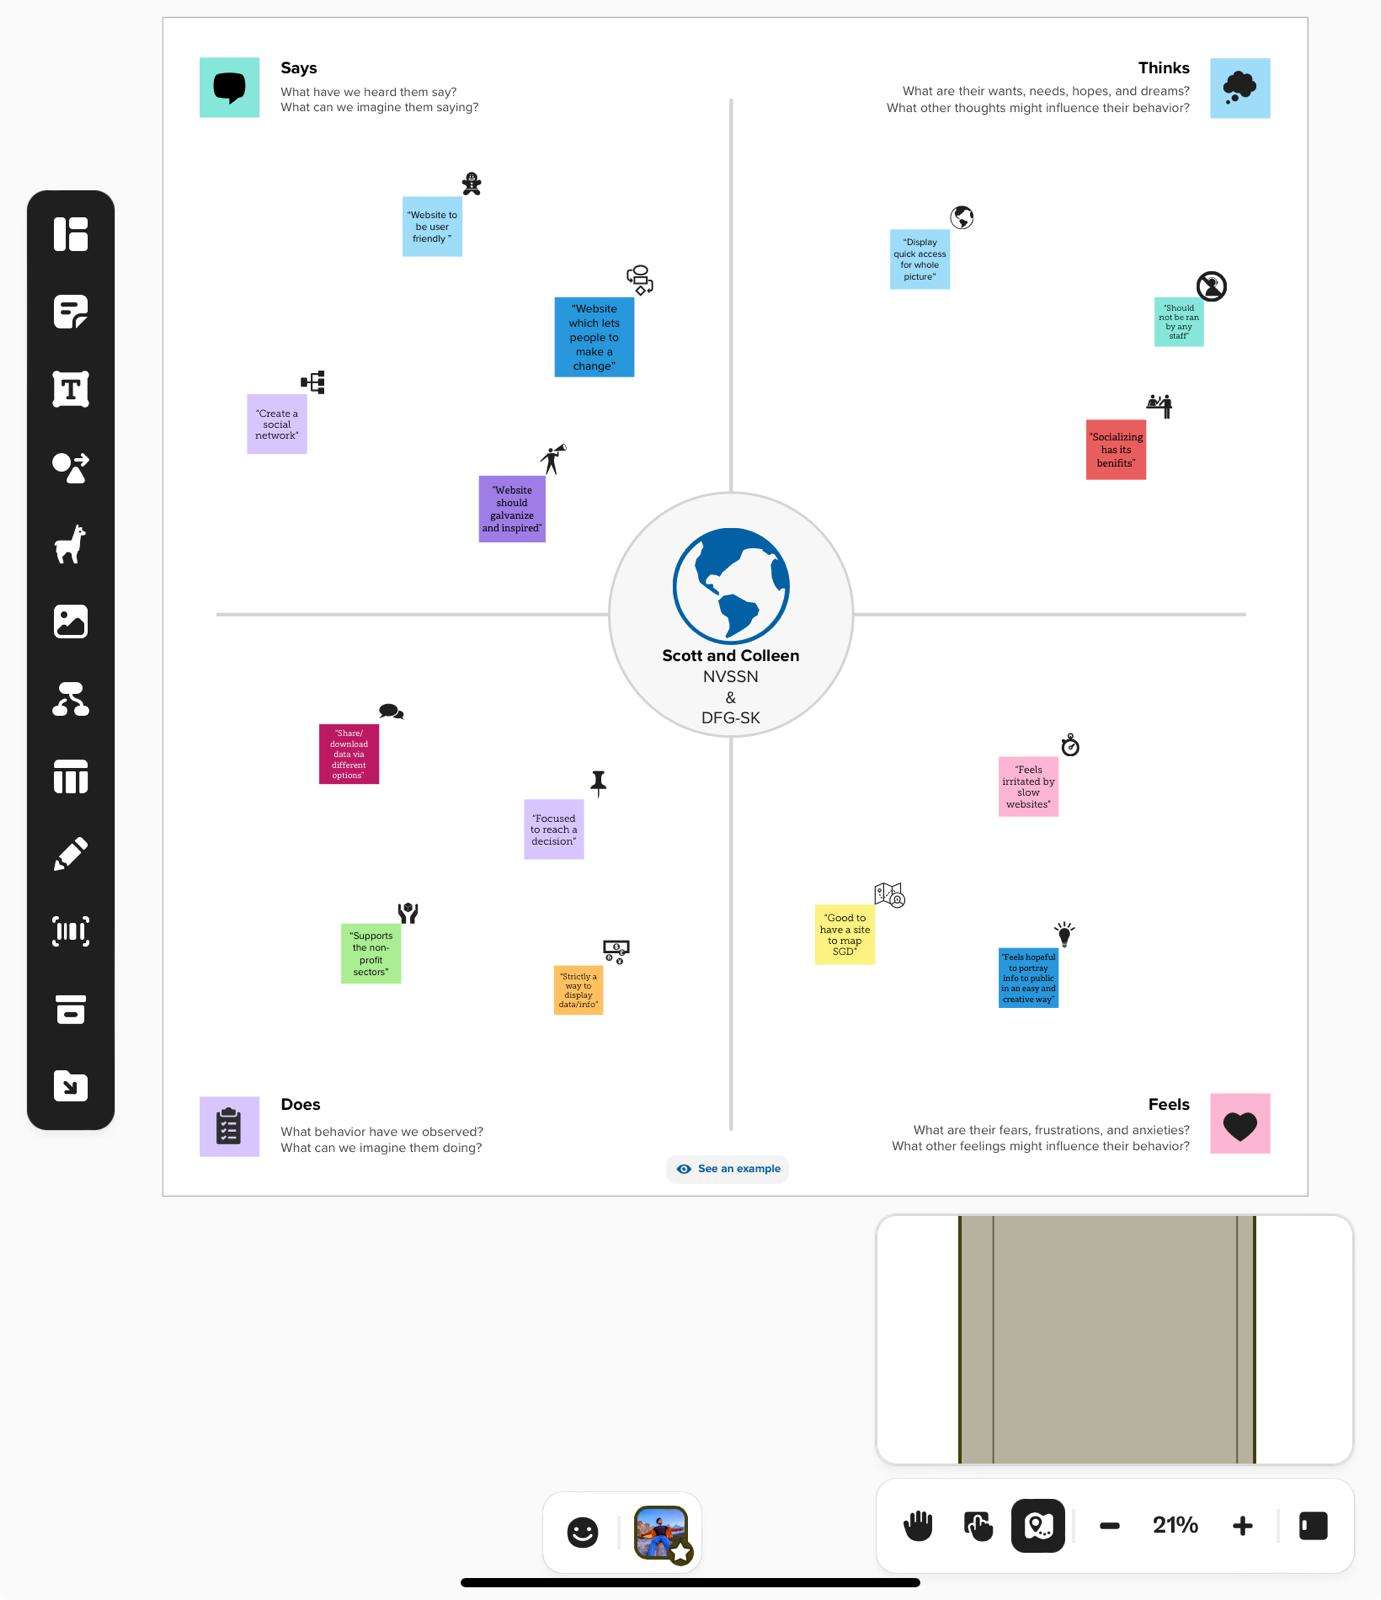 Says
What have we heard them say?
What can we imagine them saying?
Thinks
What are their wants, needs, hopes, and dreams?
What other thoughts might influence their behavior?
"Website to
be user
friendly "
"Website
which lets
people to
make a
change"
"Create a
social
network"
"Website
should
galvanize
and inspired"
"Display
quick access
for whole
picture"
"Should
not be ran
by any
staff"
"Socializing
has its
benifits"
Scott and Colleen
NVSSN
&
DFG-SK
"Share/
download
data via
different
options"
"Focused
to reach a
decision"
"Supports
the non-
profit
sectors"
"Strictly a
way to
display
data/info"
"Feels
irritated by
slow
websites"
"Good to
have a site
to map
SGD"
"Feels hopeful
to portray
info to public
in an easy and
creative way"
Does
What behavior have we observed?
What can we imagine them doing?
Feels
What are their fears, frustrations, and anxieties?
What other feelings might influence their behavior?
See an example
21%